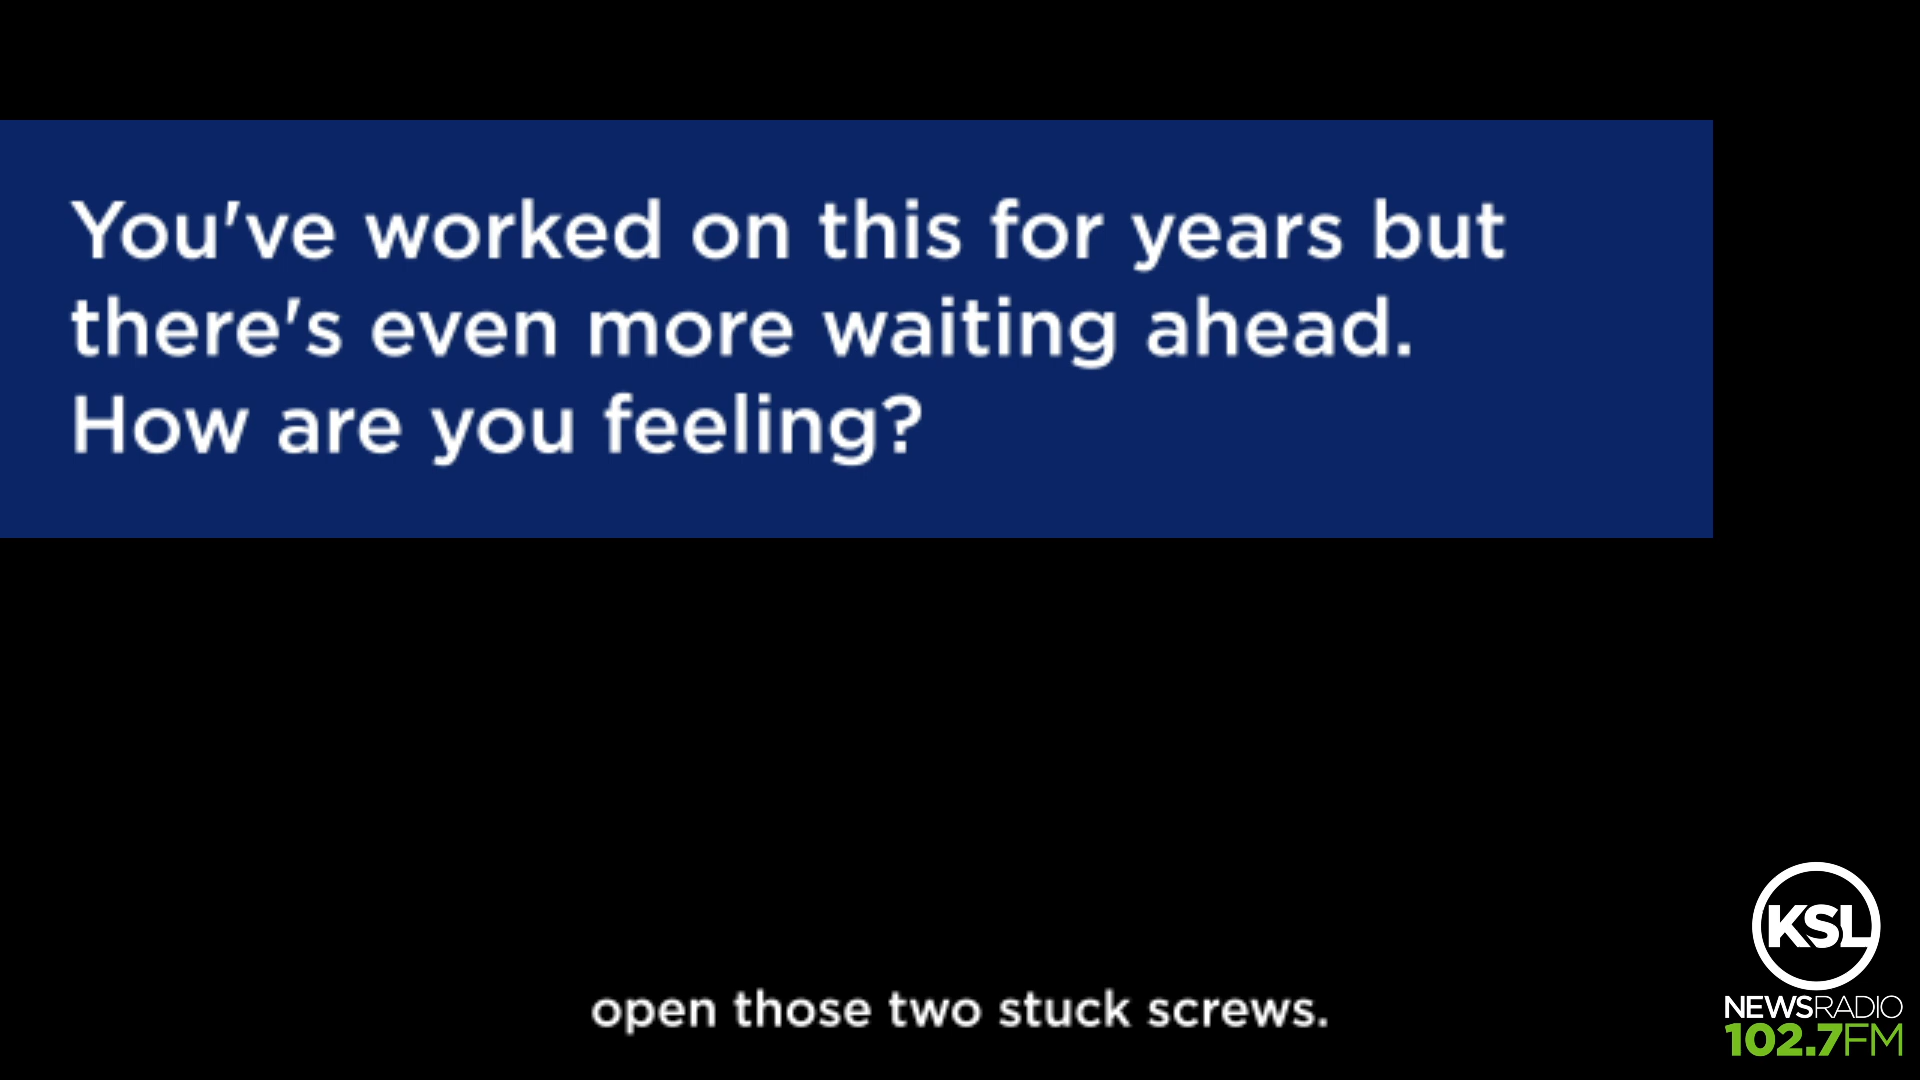 You've worked on this for years but
there's even more waiting ahead.
How are you feeling?
open those two stuck screws.
KSL
NEWSRADIO
102.7FM